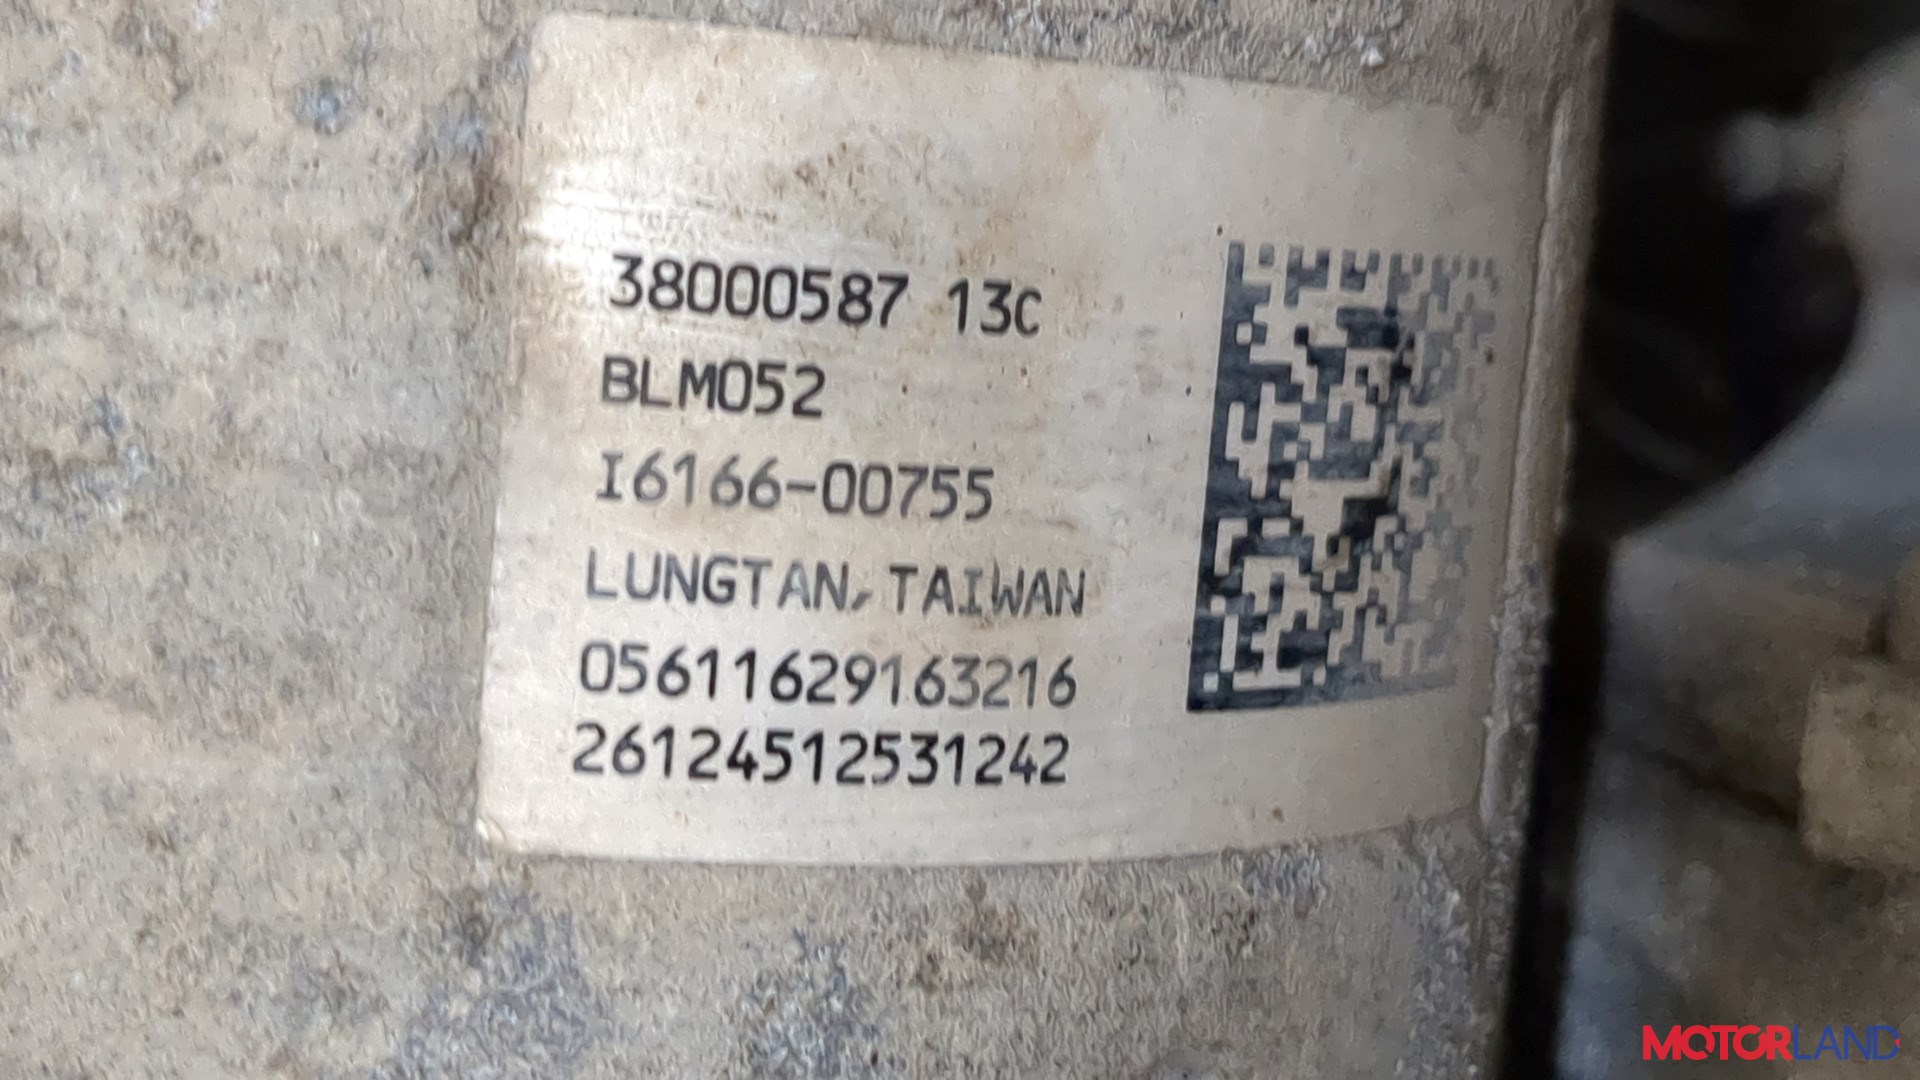 38000587 13C
BLM052
I6166-00755
LUNGTAN, TAIWAN
05611629163216
26124512531242
MOTORLAND